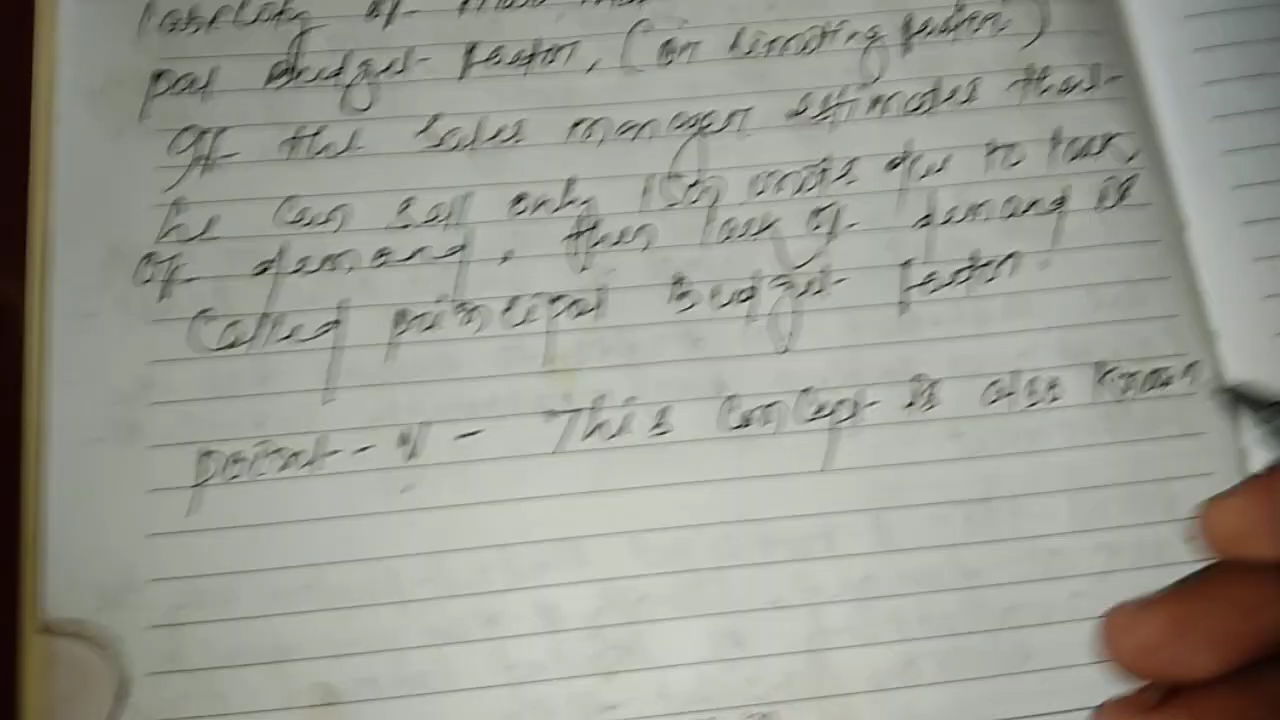 pal Budget Factor, (or Limiting factor)
If the Sales manager estimates that
he can sell only units due to lack
of demand, then lack of demand is
Called principal Budget factor.
point - 4 - This Concept is also known